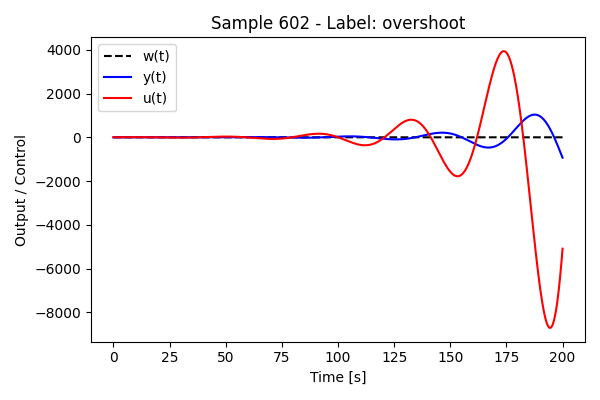 Sample 602 - Label: overshoot
w(t)
y(t)
u(t)
Output / Control
4000
2000
0
−2000
−4000
−6000
−8000
0 25 50 75 100 125 150 175 200
Time [s]